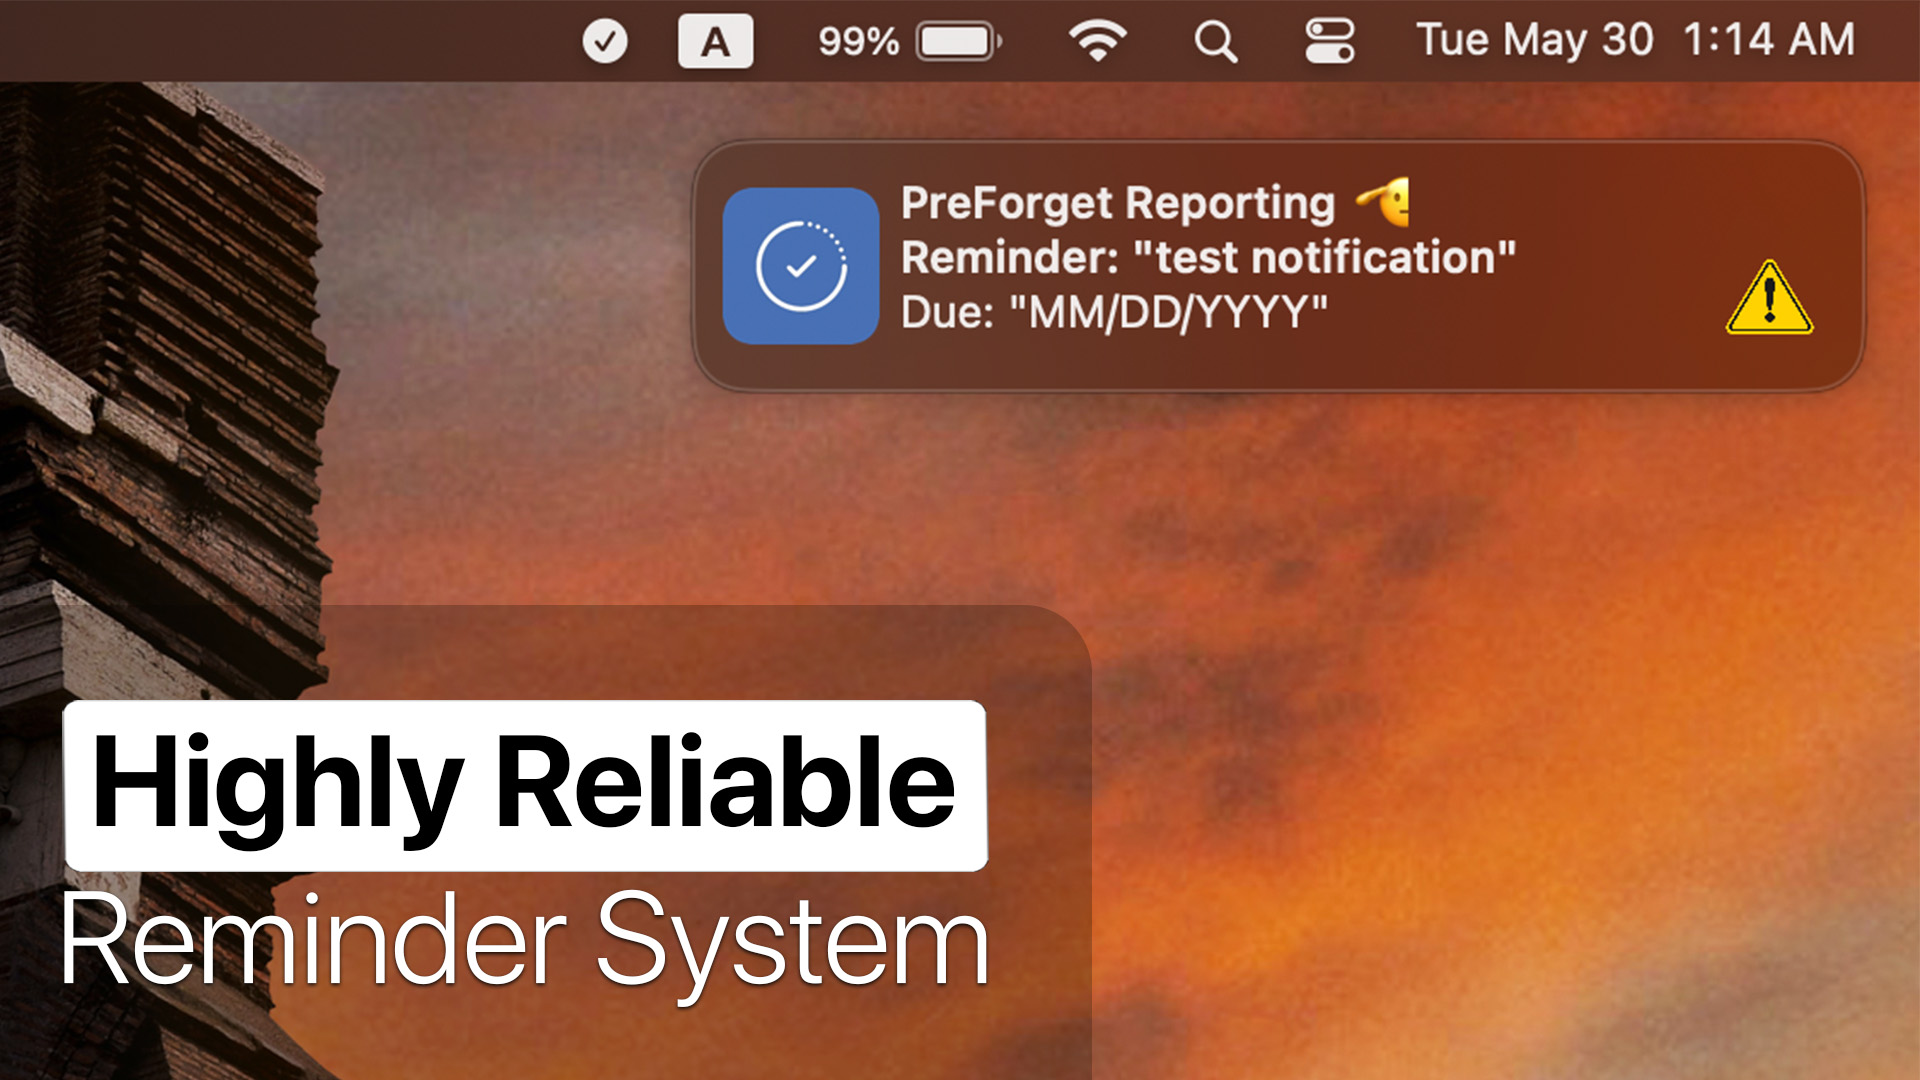 A 99% Tue May 30 1:14 AM
PreForget Reporting 🫡
Reminder: "test notification"
Due: "MM/DD/YYYY"
Highly Reliable
Reminder System